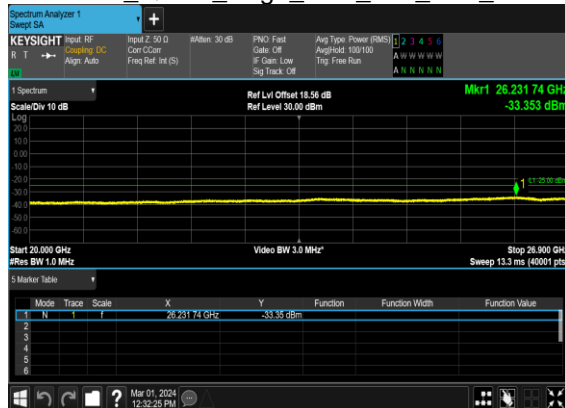 Spectrum Analyzer 1
Swept SA
+
KEYSIGHT Input: RF Input Z: 50 Ω #Atten: 30 dB PNO: Fast Avg Type: Power (RMS) 1 2 3 4 5 6
R T Coupling: DC Corr CCorr Gate: Off Avg|Hold: 100/100 A W W W W W
Align: Auto Freq Ref: Int (S) IF Gain: Low Trig: Free Run
Sig Track: Off A N N N N N
1 Spectrum Ref Lvl Offset 18.56 dB Mkr1 26.231 74 GHz
Scale/Div 10 dB Ref Level 30.00 dBm -33.353 dBm
Log
20.0
10.0
0.00
-10.0
-20.0
-30.0
-40.0
-50.0
-60.0
1
Start 20.000 GHz Video BW 3.0 MHz* Stop 26.900 GHz
#Res BW 1.0 MHz Sweep 13.3 ms (40001 pts
5 Marker Table
Mode Trace Scale X Y Function Function Width Function Value
1 N 1 f 26.231 74 GHz -33.35 dBm
2
3
4
5
6
? Mar 01, 2024
12:32:25 PM